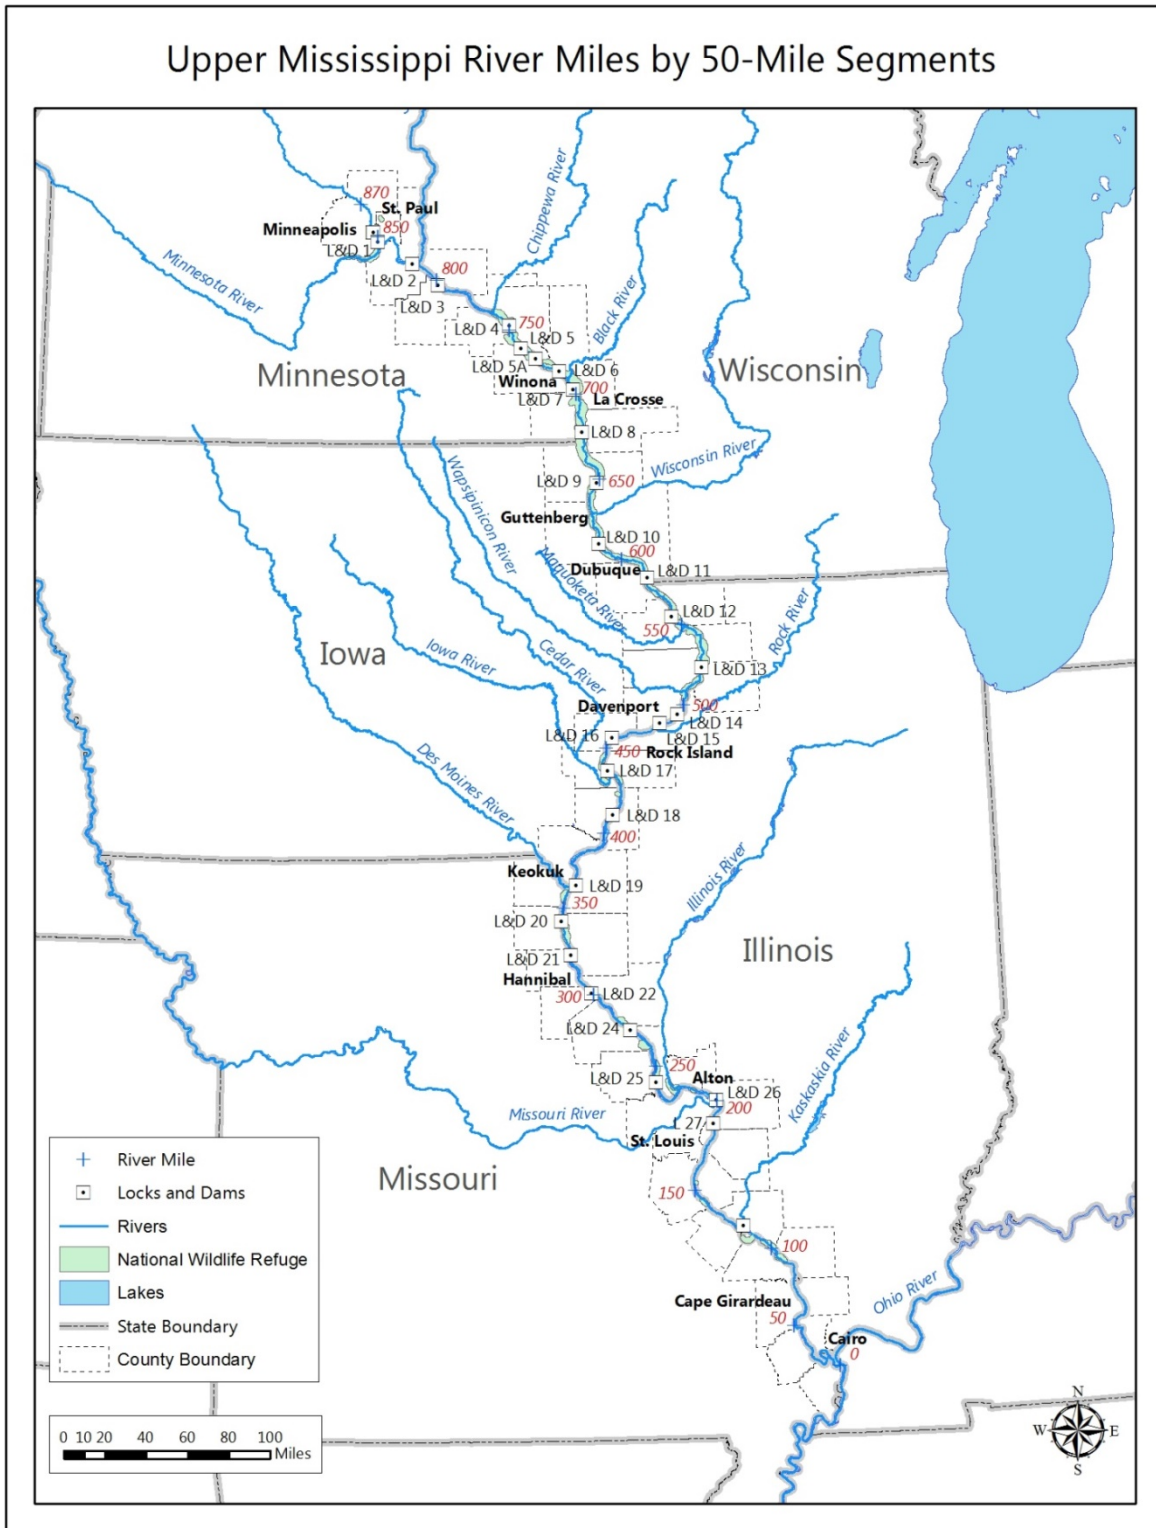 Upper Mississippi River Miles by 50-Mile Segments
870
St. Paul
Minneapolis
850
L&D 1
Minnesota River
L&D 2
800
L&D 3
Chippewa River
Black River
L&D 4
750
L&D 5
L&D 5A
L&D 6
Minnesota
Wisconsin
Winona
700
L&D 7
La Crosse
L&D 8
Wapsipinicon River
Wisconsin River
L&D 9
650
Guttenberg
L&D 10
600
Maquoketa River
Dubuque
L&D 11
L&D 12
550
Rock River
Iowa
Iowa River
Cedar River
L&D 13
Davenport
500
L&D 14
L&D 16
L&D 15
450
Rock Island
Des Moines River
L&D 17
L&D 18
400
Illinois River
Keokuk
L&D 19
350
L&D 20
Illinois
L&D 21
Hannibal
300
L&D 22
L&D 24
Kaskaskia River
250
L&D 25
Alton
L&D 26
200
Missouri River
L 27
St. Louis
Missouri
150
100
Ohio River
Cape Girardeau
50
Cairo
0
River Mile
Locks and Dams
Rivers
National Wildlife Refuge
Lakes
State Boundary
County Boundary
0 10 20 40 60 80 100
Miles
N
W E
S